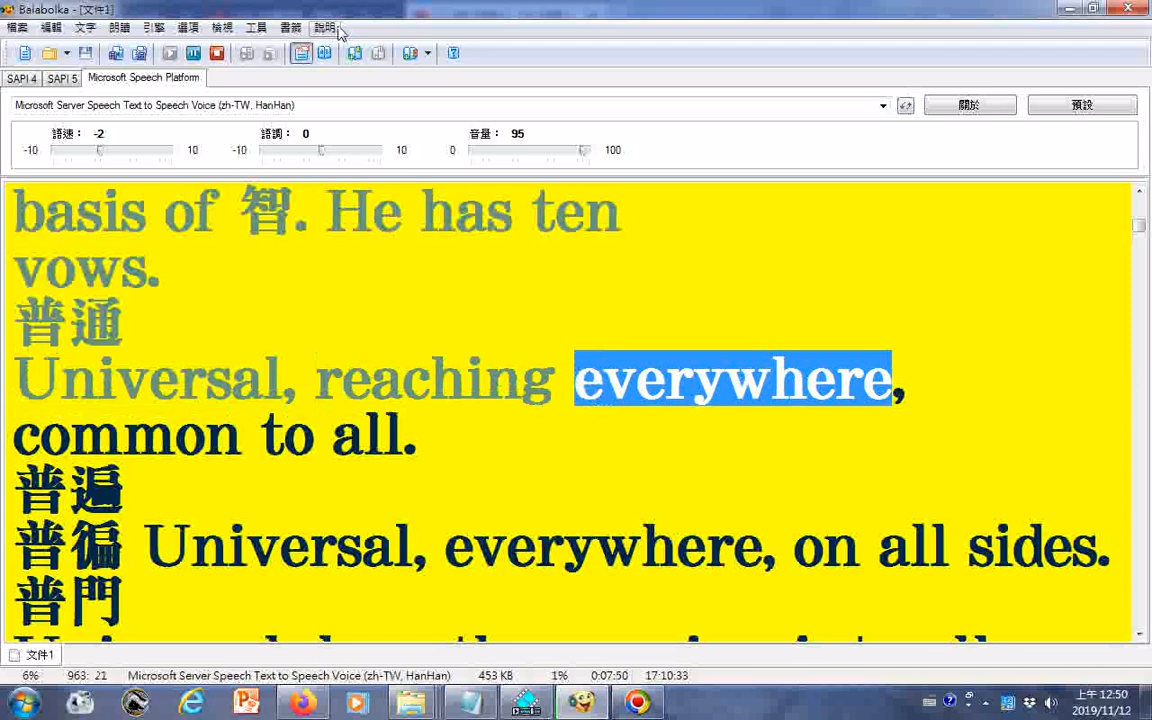 Balabolka - [文件1]
檔案 編輯 文字 朗讀 引擎 選項 檢視 工具 書籤 說明
SAPI 4 SAPI 5 Microsoft Speech Platform
Microsoft Server Speech Text to Speech Voice (zh-TW, HanHan) 關於 預設
語速： -2 語調： 0 音量： 95
-10 10 -10 10 0 100
basis of 智. He has ten
vows.
普通
Universal, reaching everywhere,
common to all.
普遍
普徧 Universal, everywhere, on all sides.
普門
文件1
6% 963: 21 Microsoft Server Speech Text to Speech Voice (zh-TW, HanHan) 453 KB 1% 0:07:50 17:10:33
上午 12:50
2019/11/12